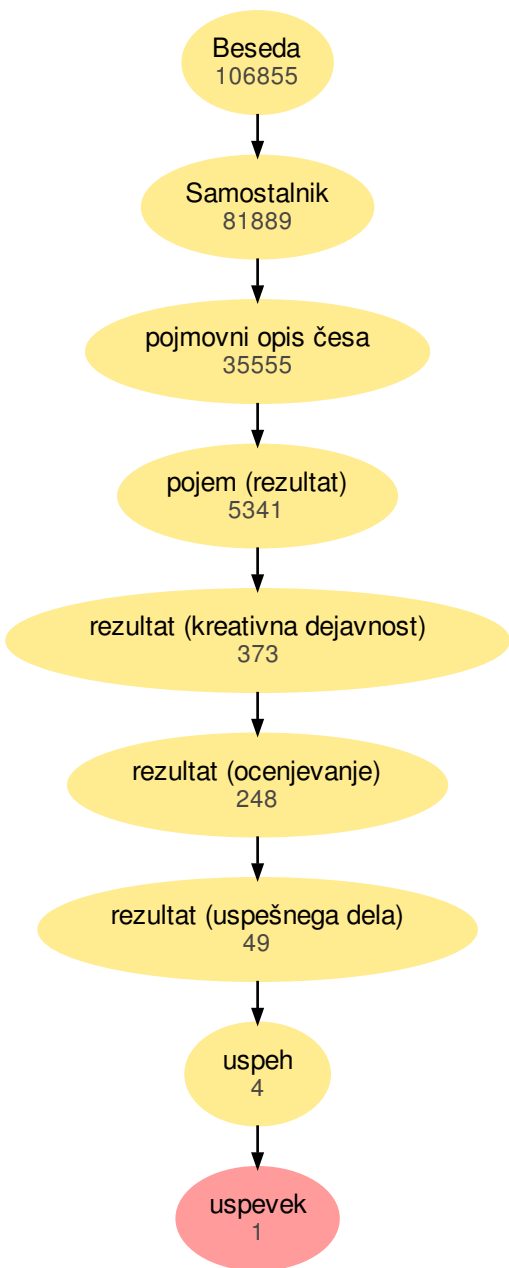 Beseda
106855
Samostalnik
81889
pojmovni opis česa
35555
pojem (rezultat)
5341
rezultat (kreativna dejavnost)
373
rezultat (ocenjevanje)
248
rezultat (uspešnega dela)
49
uspeh
4
uspevek
1